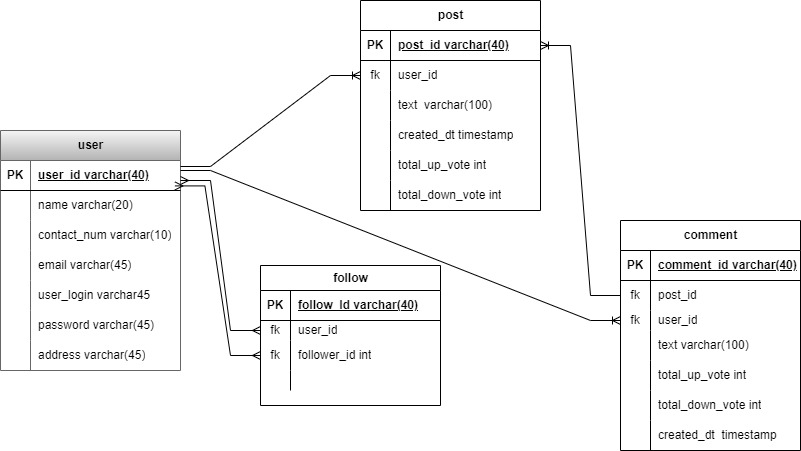 post
PK post_id varchar(40)
fk user_id
text varchar(100)
created_dt timestamp
total_up_vote int
total_down_vote int
user
PK user_id varchar(40)
name varchar(20)
contact_num varchar(10)
email varchar(45)
user_login varchar45
password varchar(45)
address varchar(45)
follow
PK follow_Id varchar(40)
fk user_id
fk follower_id int
comment
PK comment_id varchar(40)
fk post_id
fk user_id
text varchar(100)
total_up_vote int
total_down_vote int
created_dt timestamp